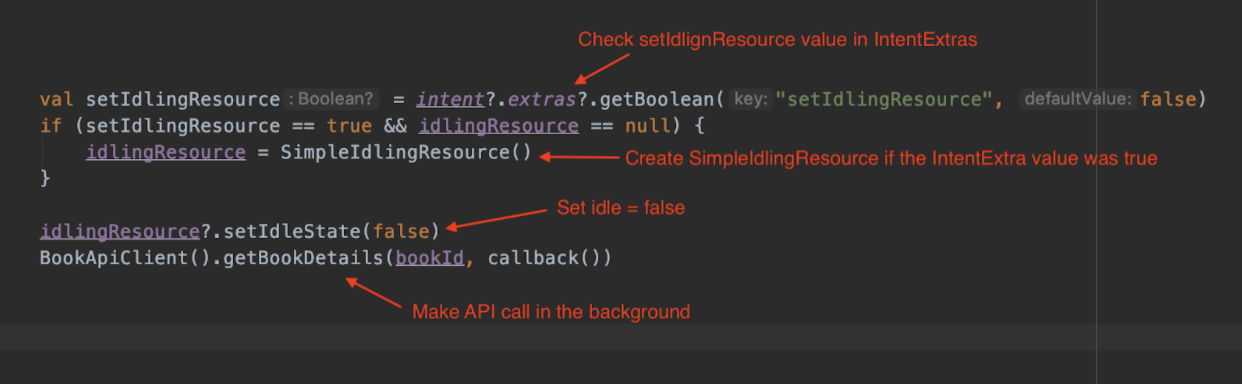 Check setIdlignResource value in IntentExtras
val setIdlingResource : Boolean? = intent?.extras?.getBoolean( key: "setIdlingResource", defaultValue: false)
if (setIdlingResource == true && idlingResource == null) {
idlingResource = SimpleIdlingResource()
Create SimpleIdlingResource if the IntentExtra value was true
}
Set idle = false
idlingResource?.setIdleState(false)
BookApiClient().getBookDetails(bookId, callback())
Make API call in the background